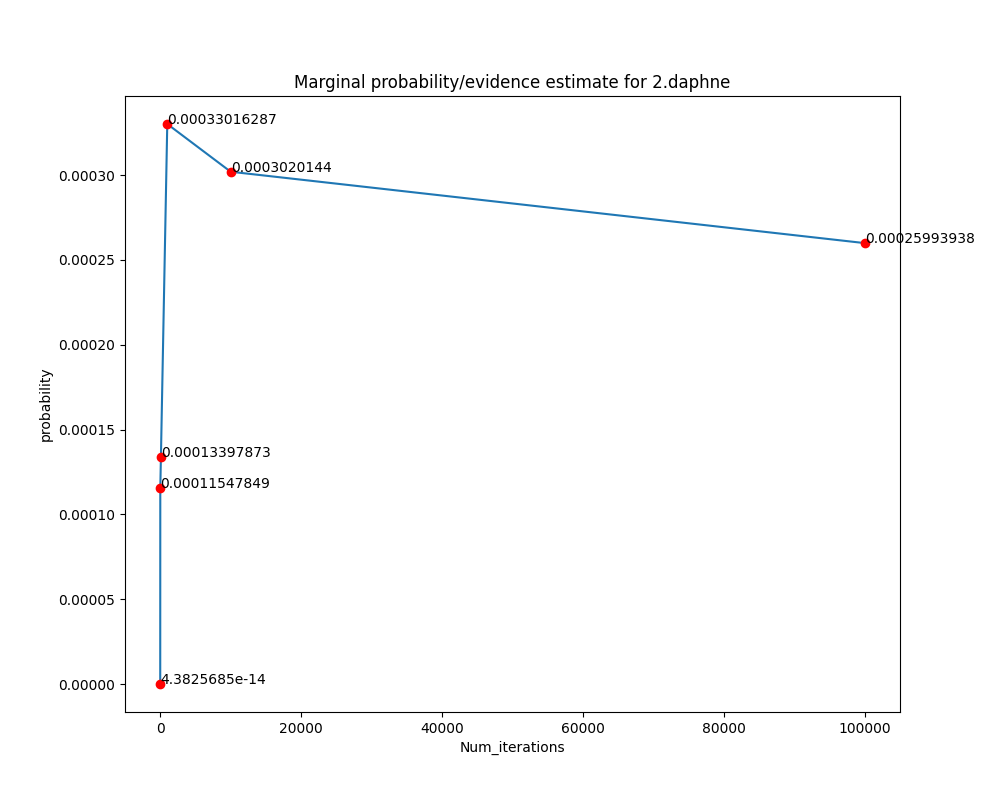 Marginal probability/evidence estimate for 2.daphne
0.00033016287
0.0003020144
0.00030
0.00025993938
0.00025
0.00020
probability
0.00015
0.00013397873
0.00011547849
0.00010
0.00005
4.3825685e-14
0.00000
0 20000 40000 60000 80000 100000
Num_iterations